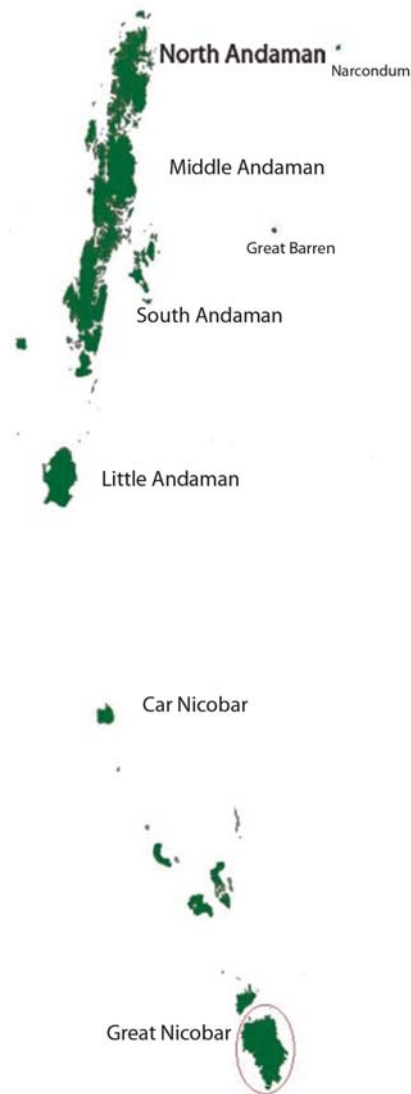 North Andaman
Narcondum
Middle Andaman
Great Barren
South Andaman
Little Andaman
Car Nicobar
Great Nicobar